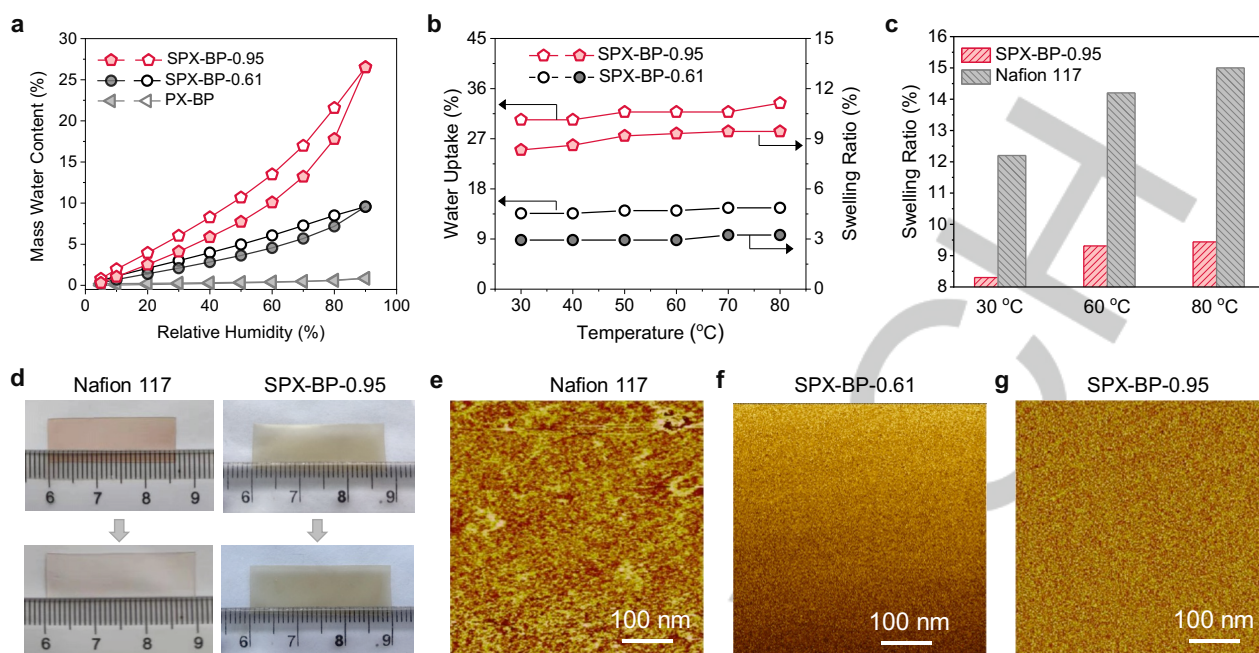 a
30
25
20
15
10
5
0
Mass Water Content (%)
SPX-BP-0.95
SPX-BP-0.61
PX-BP
0 20 40 60 80 100
Relative Humidity (%)
b
45
36
27
18
9
0
Water Uptake (%)
SPX-BP-0.95
SPX-BP-0.61
15
12
9
6
3
0
Swelling Ratio (%)
30 40 50 60 70 80
Temperature (°C)
c
16
15
14
13
12
11
10
9
8
Swelling Ratio (%)
SPX-BP-0.95
Nafion 117
30 °C 60 °C 80 °C
d
Nafion 117
SPX-BP-0.95
6 7 8 9
6 7 8 .9
6 7 8 9
6 7 8 .9
e
Nafion 117
100 nm
f
SPX-BP-0.61
100 nm
g
SPX-BP-0.95
100 nm